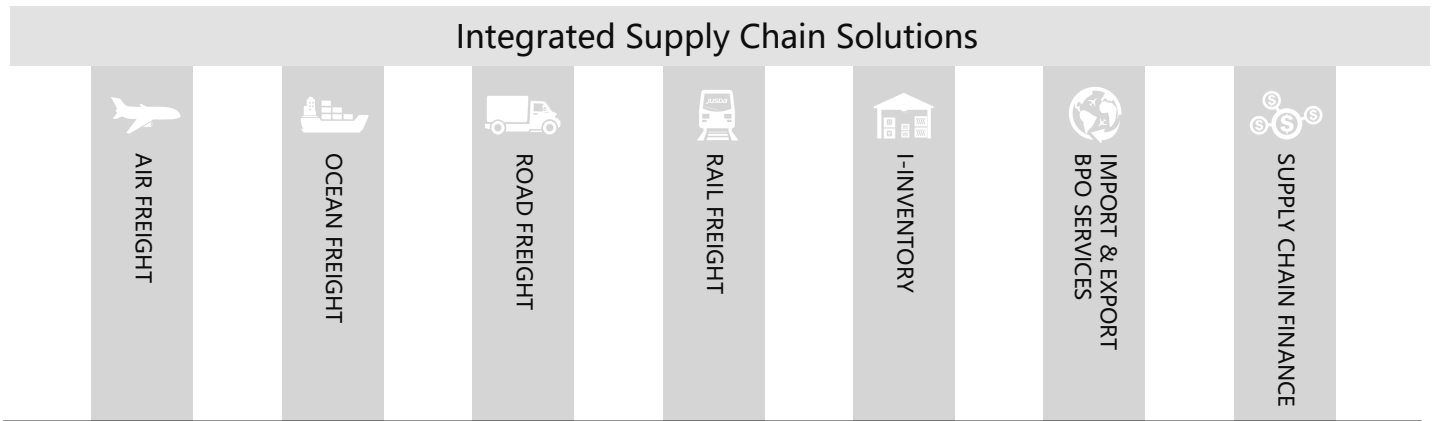 Integrated Supply Chain Solutions
AIR FREIGHT
OCEAN FREIGHT
ROAD FREIGHT
JUSDA
RAIL FREIGHT
I-INVENTORY
IMPORT & EXPORT
BPO SERVICES
SUPPLY CHAIN FINANCE